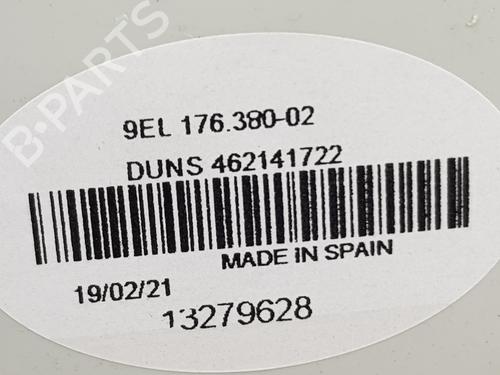 B-PARTS
9EL 176.380-02
DUNS 462141722
MADE IN SPAIN
19/02/21
13279628